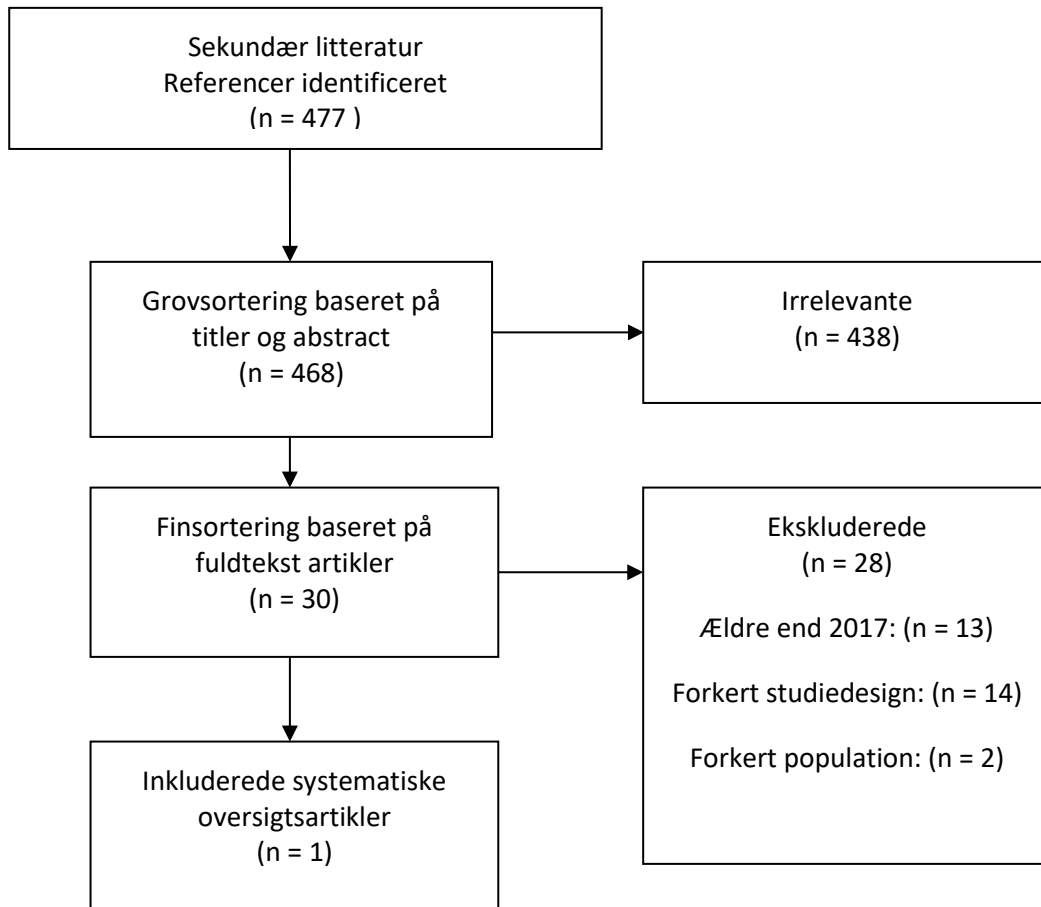 Sekundær litteratur
Referencer identificeret
(n = 477 )
Grovsortering baseret på
titler og abstract
(n = 468)
Irrelevante
(n = 438)
Finsortering baseret på
fuldtekst artikler
(n = 30)
Ekskluderede
(n = 28)
Ældre end 2017: (n = 13)
Forkert studiedesign: (n = 14)
Forkert population: (n = 2)
Inkluderede systematiske
oversigtsartikler
(n = 1)